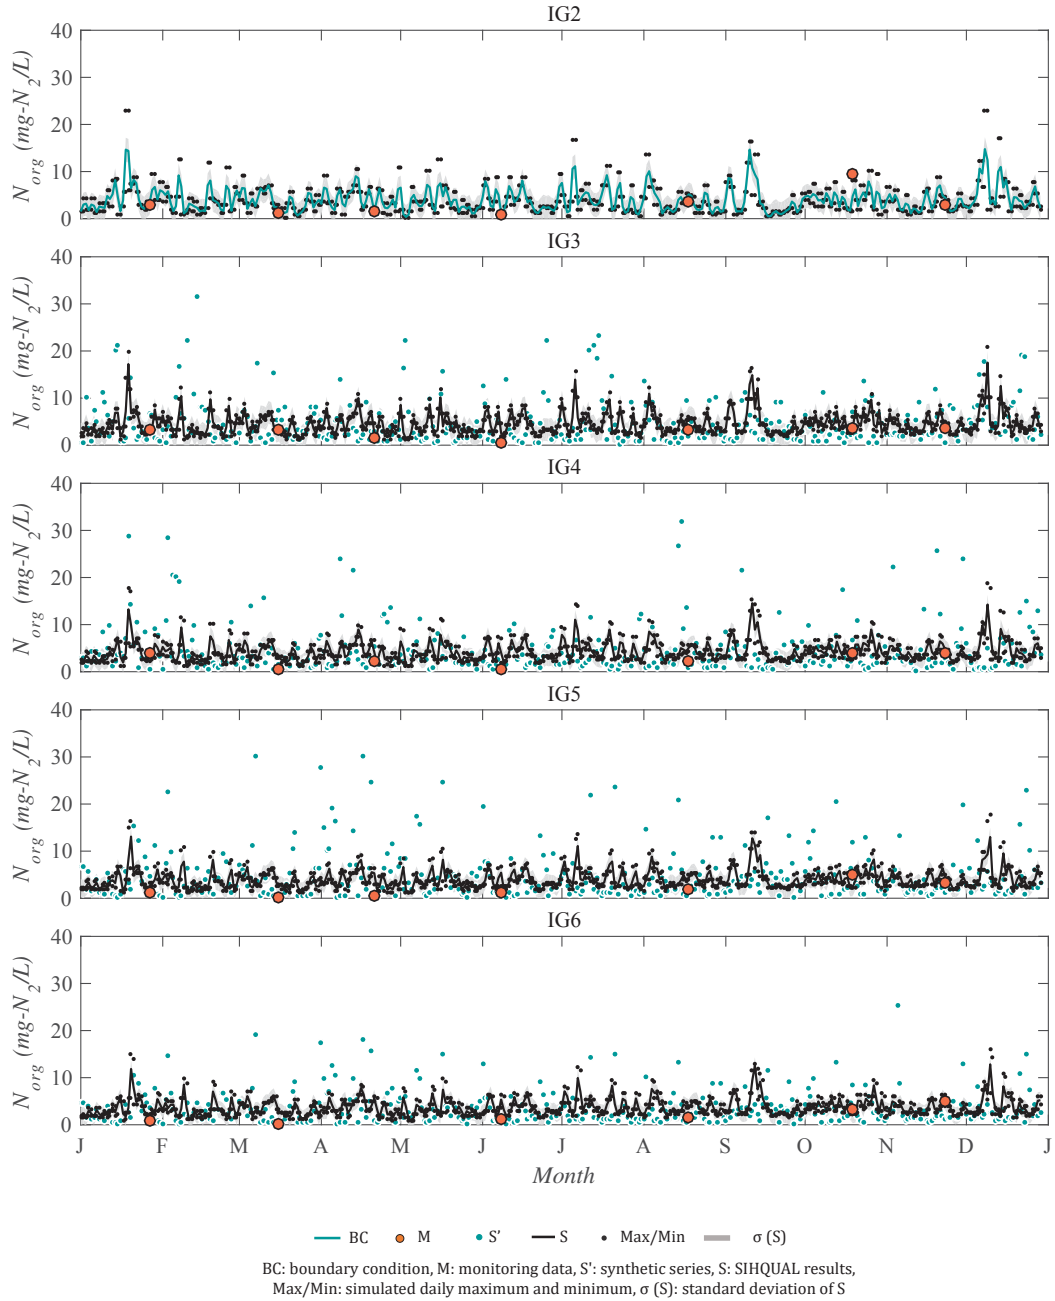 IG2
40
30
20
10
0
N_org (mg-N_2/L)
IG3
40
30
20
10
0
N_org (mg-N_2/L)
IG4
40
30
20
10
0
N_org (mg-N_2/L)
IG5
40
30
20
10
0
N_org (mg-N_2/L)
IG6
40
30
20
10
0
N_org (mg-N_2/L)
J F M A M J J A S O N D J
Month
BC M S' S Max/Min σ (S)
BC: boundary condition, M: monitoring data, S': synthetic series, S: SIHQUAL results,
Max/Min: simulated daily maximum and minimum, σ (S): standard deviation of S